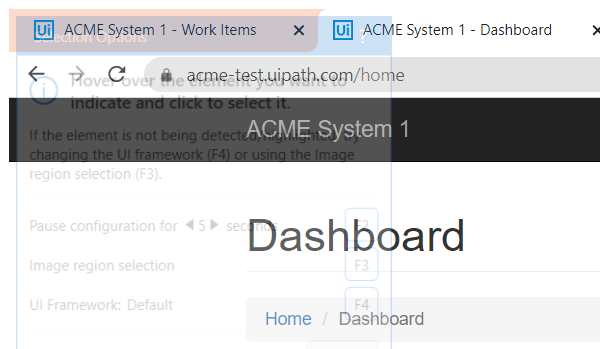 Ui ACME System 1 - Work Items ×
Ui ACME System 1 - Dashboard ×
Selection Options
acme-test.uipath.com/home
Hover over the element you want to
indicate and click to select it.
ACME System 1
If the element is not being detected/highlighted, try
changing the UI framework (F4) or using the Image
region selection (F3).
Pause configuration for 5 seconds F2
Dashboard
Image region selection F3
UI Framework: Default F4
Home / Dashboard